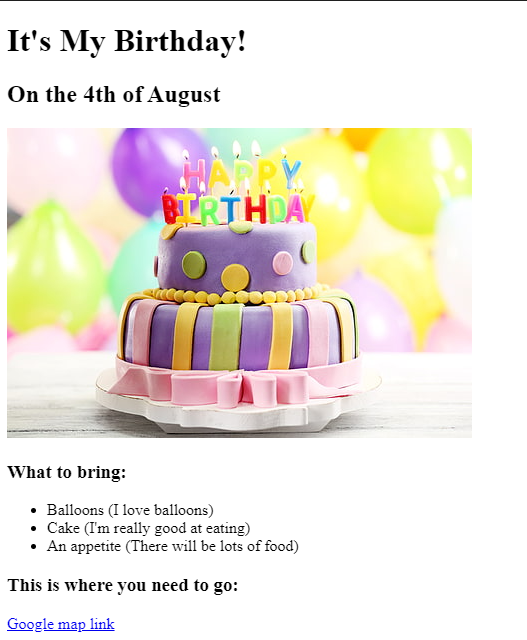 It's My Birthday!
On the 4th of August
HAPPY
BIRTHDAY
What to bring:
Balloons (I love balloons)
Cake (I'm really good at eating)
An appetite (There will be lots of food)
This is where you need to go:
Google map link